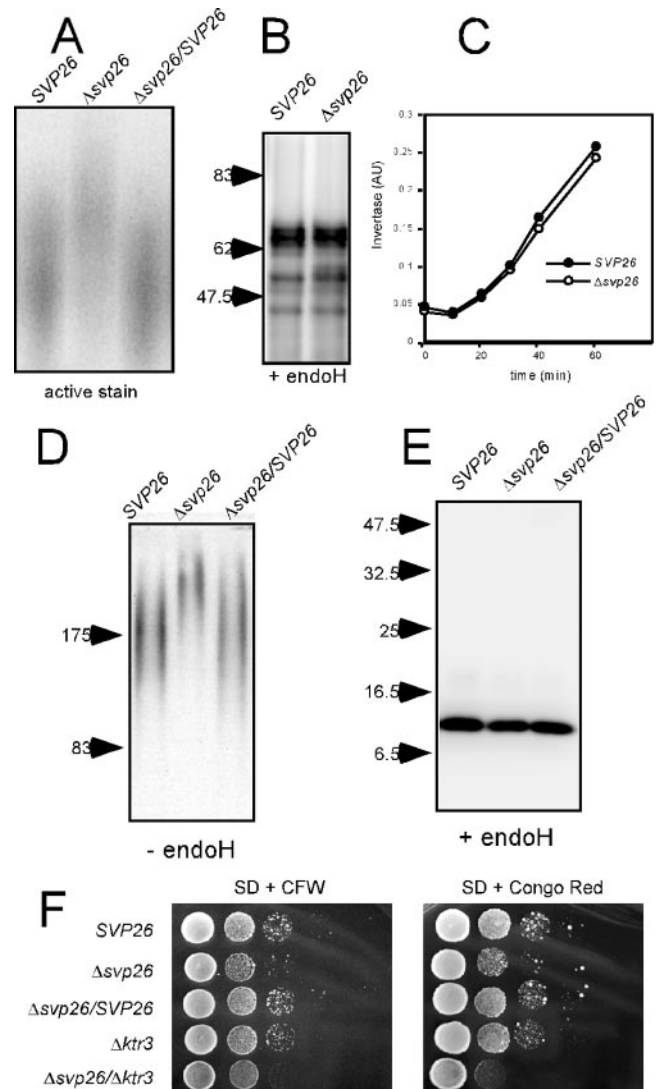 A
B
C
SVP26
Δsvp26
Δsvp26/SVP26
active stain
SVP26
Δsvp26
83
62
47.5
+ endoH
0.3
0.25
0.2
0.15
0.1
0.05
0
Invertase (AU)
SVP26
Δsvp26
0 20 40 60
time (min)
D
E
SVP26
Δsvp26
Δsvp26/SVP26
175
83
- endoH
SVP26
Δsvp26
Δsvp26/SVP26
47.5
32.5
25
16.5
6.5
+ endoH
F
SD + CFW
SD + Congo Red
SVP26
Δsvp26
Δsvp26/SVP26
Δktr3
Δsvp26/Δktr3